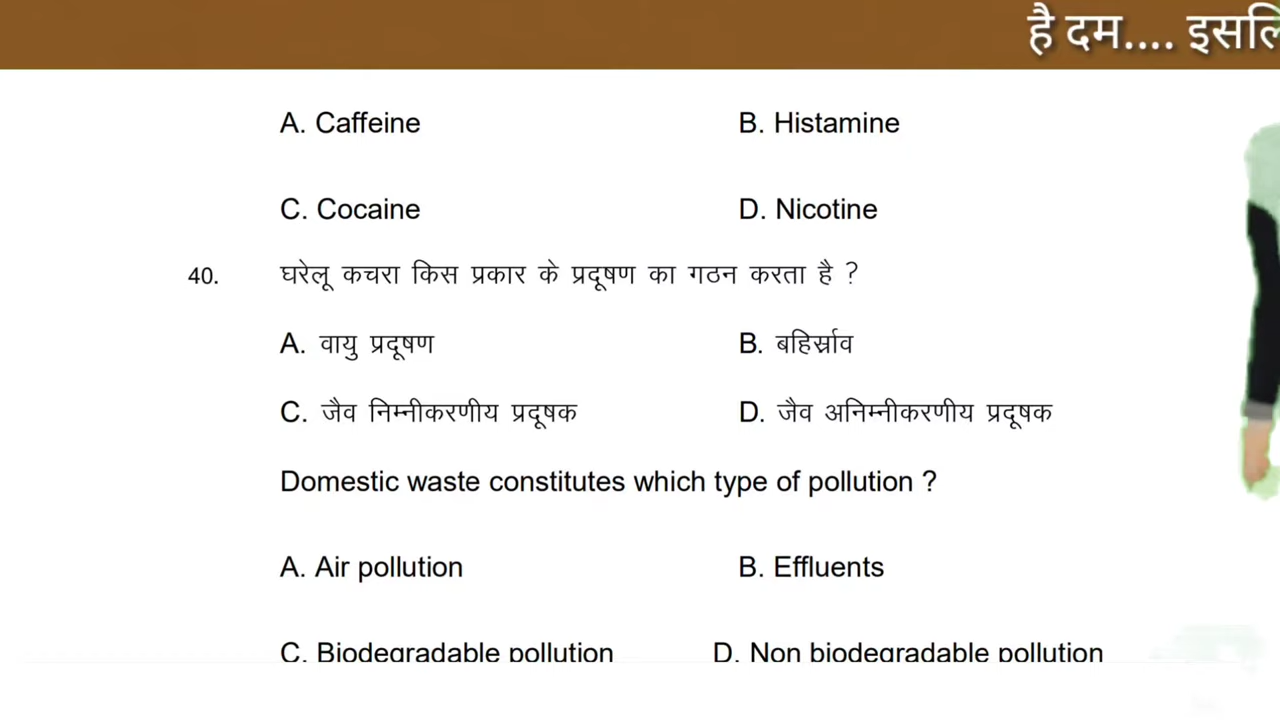 है दम.... इसलि
A. Caffeine B. Histamine
C. Cocaine D. Nicotine
40. घरेलू कचरा किस प्रकार के प्रदूषण का गठन करता है ?
A. वायु प्रदूषण B. बहिर्स्राव
C. जैव निम्नीकरणीय प्रदूषक D. जैव अनिम्नीकरणीय प्रदूषक
Domestic waste constitutes which type of pollution ?
A. Air pollution B. Effluents
C. Biodegradable pollution D. Non biodegradable pollution